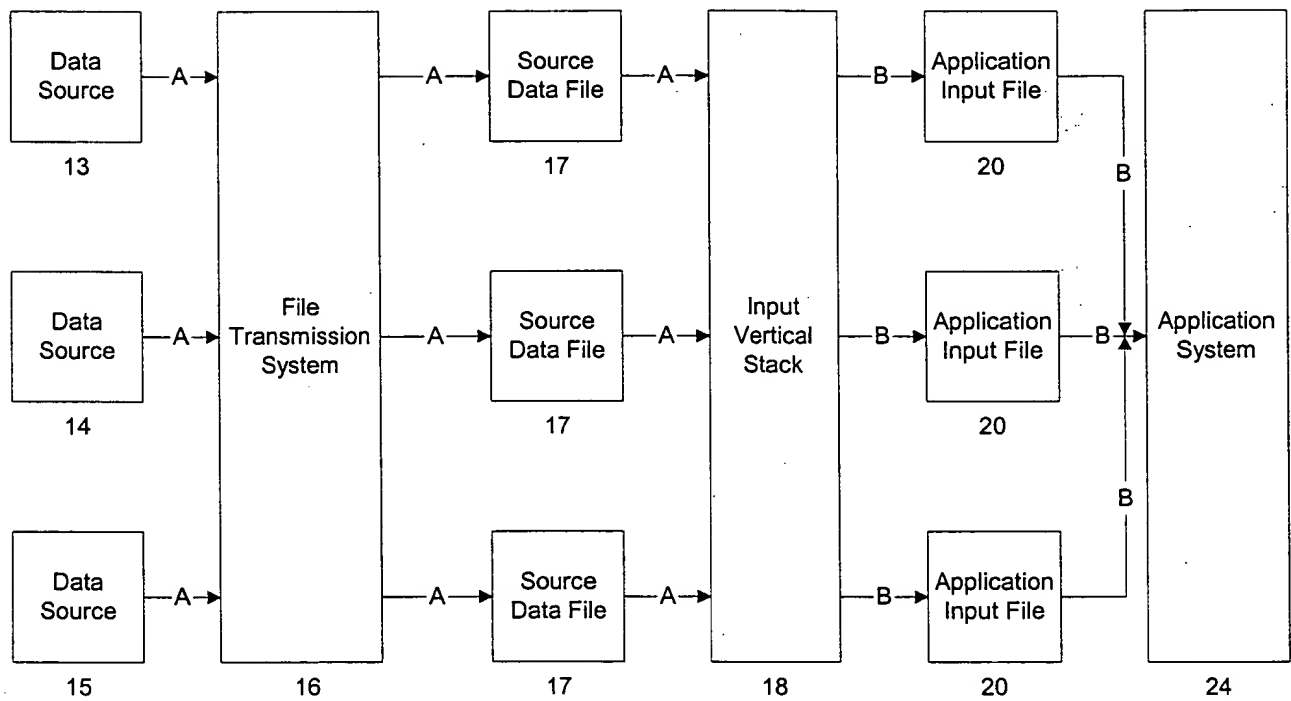 Data
Source
A
A
Source
Data File
A
B
Application
Input File
13
17
20
B
Data
Source
A
File
Transmission
System
A
Source
Data File
A
Input
Vertical
Stack
B
Application
Input File
B
Application
System
14
17
20
B
Data
Source
A
A
Source
Data File
A
B
Application
Input File
15
16
17
18
20
24